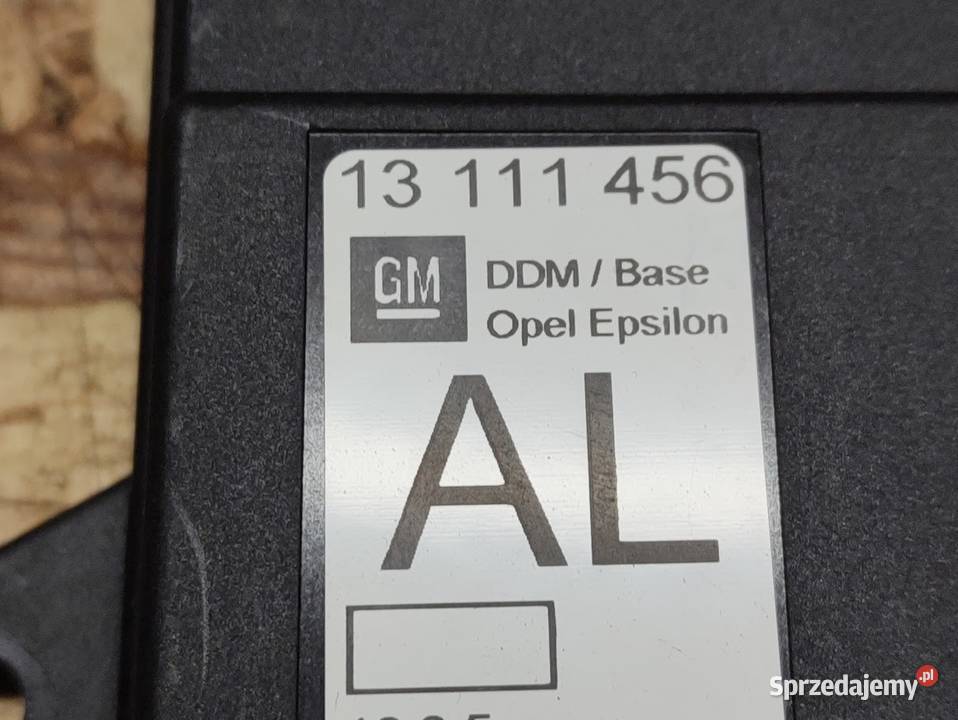 13 111 456
GM
DDM / Base
Opel Epsilon
AL
Sprzedajemy.pl